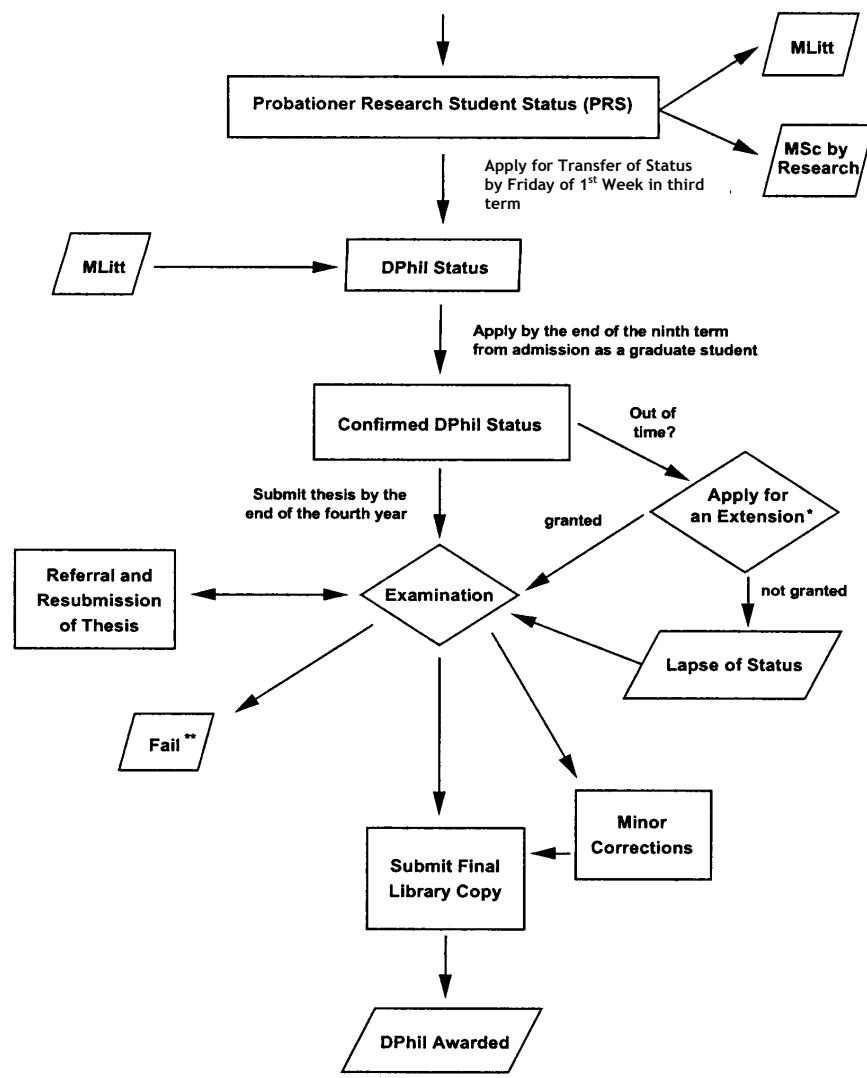 MLitt
Probationer Research Student Status (PRS)
MSc by
Research
Apply for Transfer of Status
by Friday of 1st Week in third
term
MLitt
DPhil Status
Apply by the end of the ninth term
from admission as a graduate student
Confirmed DPhil Status
Out of
time?
Submit thesis by the
end of the fourth year
granted
Apply for
an Extension*
Referral and
Resubmission
of Thesis
Examination
not granted
Lapse of Status
Fail **
Minor
Corrections
Submit Final
Library Copy
DPhil Awarded